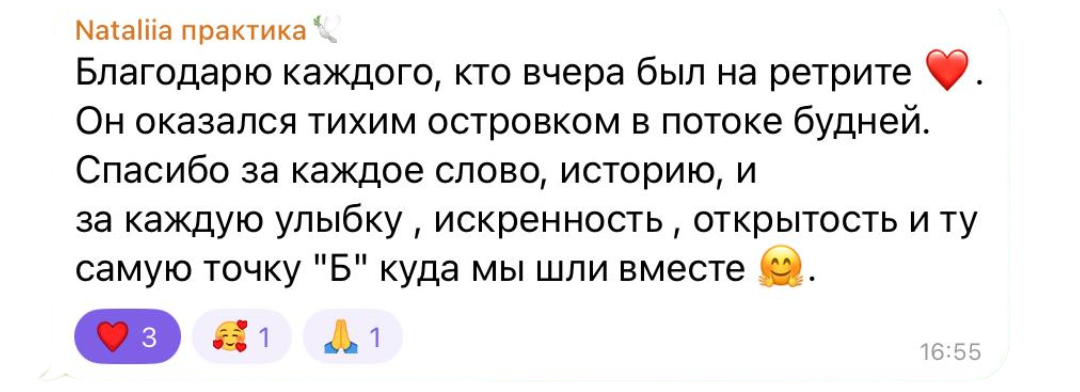 Nataliia практика🕊️
Благодарю каждого, кто вчера был на ретрите ❤️.
Он оказался тихим островком в потоке будней.
Спасибо за каждое слово, историю, и
за каждую улыбку , искренность , открытость и ту
самую точку "Б" куда мы шли вместе 🤗.
❤️ 3 🥰 1 🙏 1
16:55